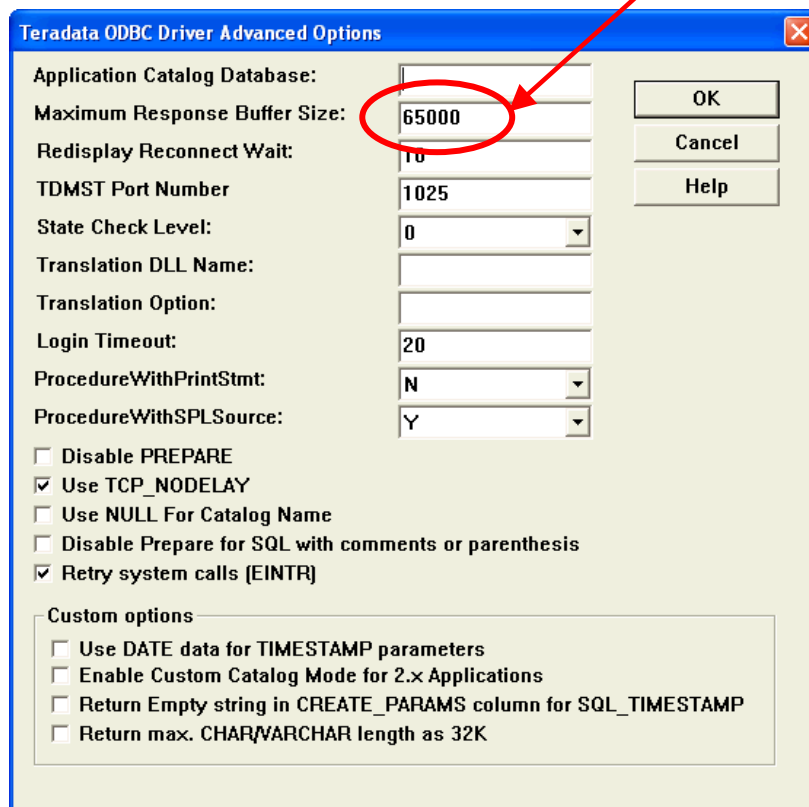 Teradata ODBC Driver Advanced Options
Application Catalog Database:
Maximum Response Buffer Size: 65000
OK
Redisplay Reconnect Wait: 10
Cancel
TDMST Port Number 1025
Help
State Check Level: 0
Translation DLL Name:
Translation Option:
Login Timeout: 20
ProcedureWithPrintStmt: N
ProcedureWithSPLSource: Y
Disable PREPARE
Use TCP_NODELAY
Use NULL For Catalog Name
Disable Prepare for SQL with comments or parenthesis
Retry system calls (EINTR)
Custom options
Use DATE data for TIMESTAMP parameters
Enable Custom Catalog Mode for 2.x Applications
Return Empty string in CREATE_PARAMS column for SQL_TIMESTAMP
Return max. CHAR/VARCHAR length as 32K